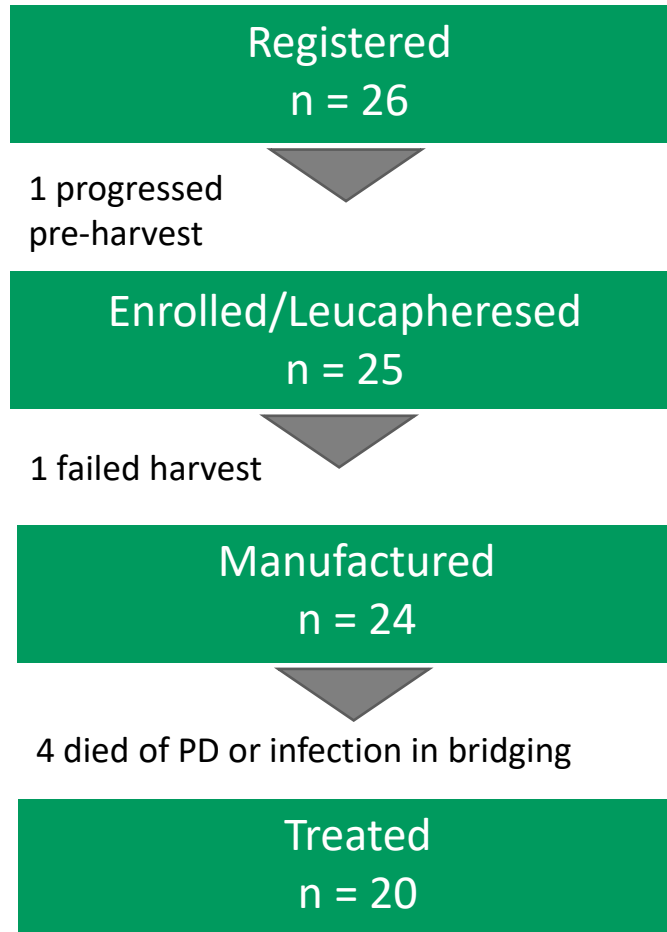 Registered
n = 26
1 progressed
pre-harvest
Enrolled/Leucapheresed
n = 25
1 failed harvest
Manufactured
n = 24
4 died of PD or infection in bridging
Treated
n = 20